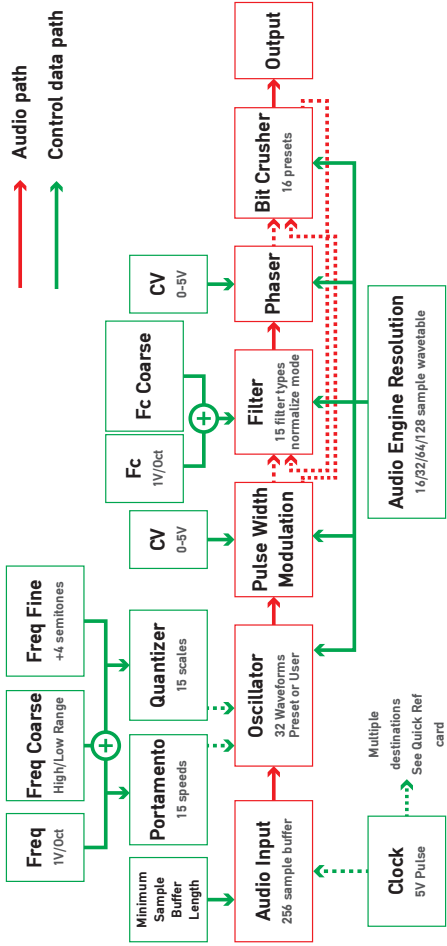 Audio path
Control data path
Freq
1V/Oct
Freq Coarse
High/Low Range
Freq Fine
+4 semitones
Minimum
Sample
Buffer
Length
Portamento
15 speeds
Quantizer
15 scales
CV
0-5V
Fc
1V/Oct
Fc Coarse
CV
0-5V
+
+
Audio Input
256 sample buffer
Oscillator
32 Waveforms
Preset or User
Pulse Width
Modulation
Filter
15 filter types
normalize mode
Phaser
Bit Crusher
16 presets
Output
Clock
5V Pulse
Multiple
destinations
See Quick Ref
card
Audio Engine Resolution
16/32/64/128 sample wavetable